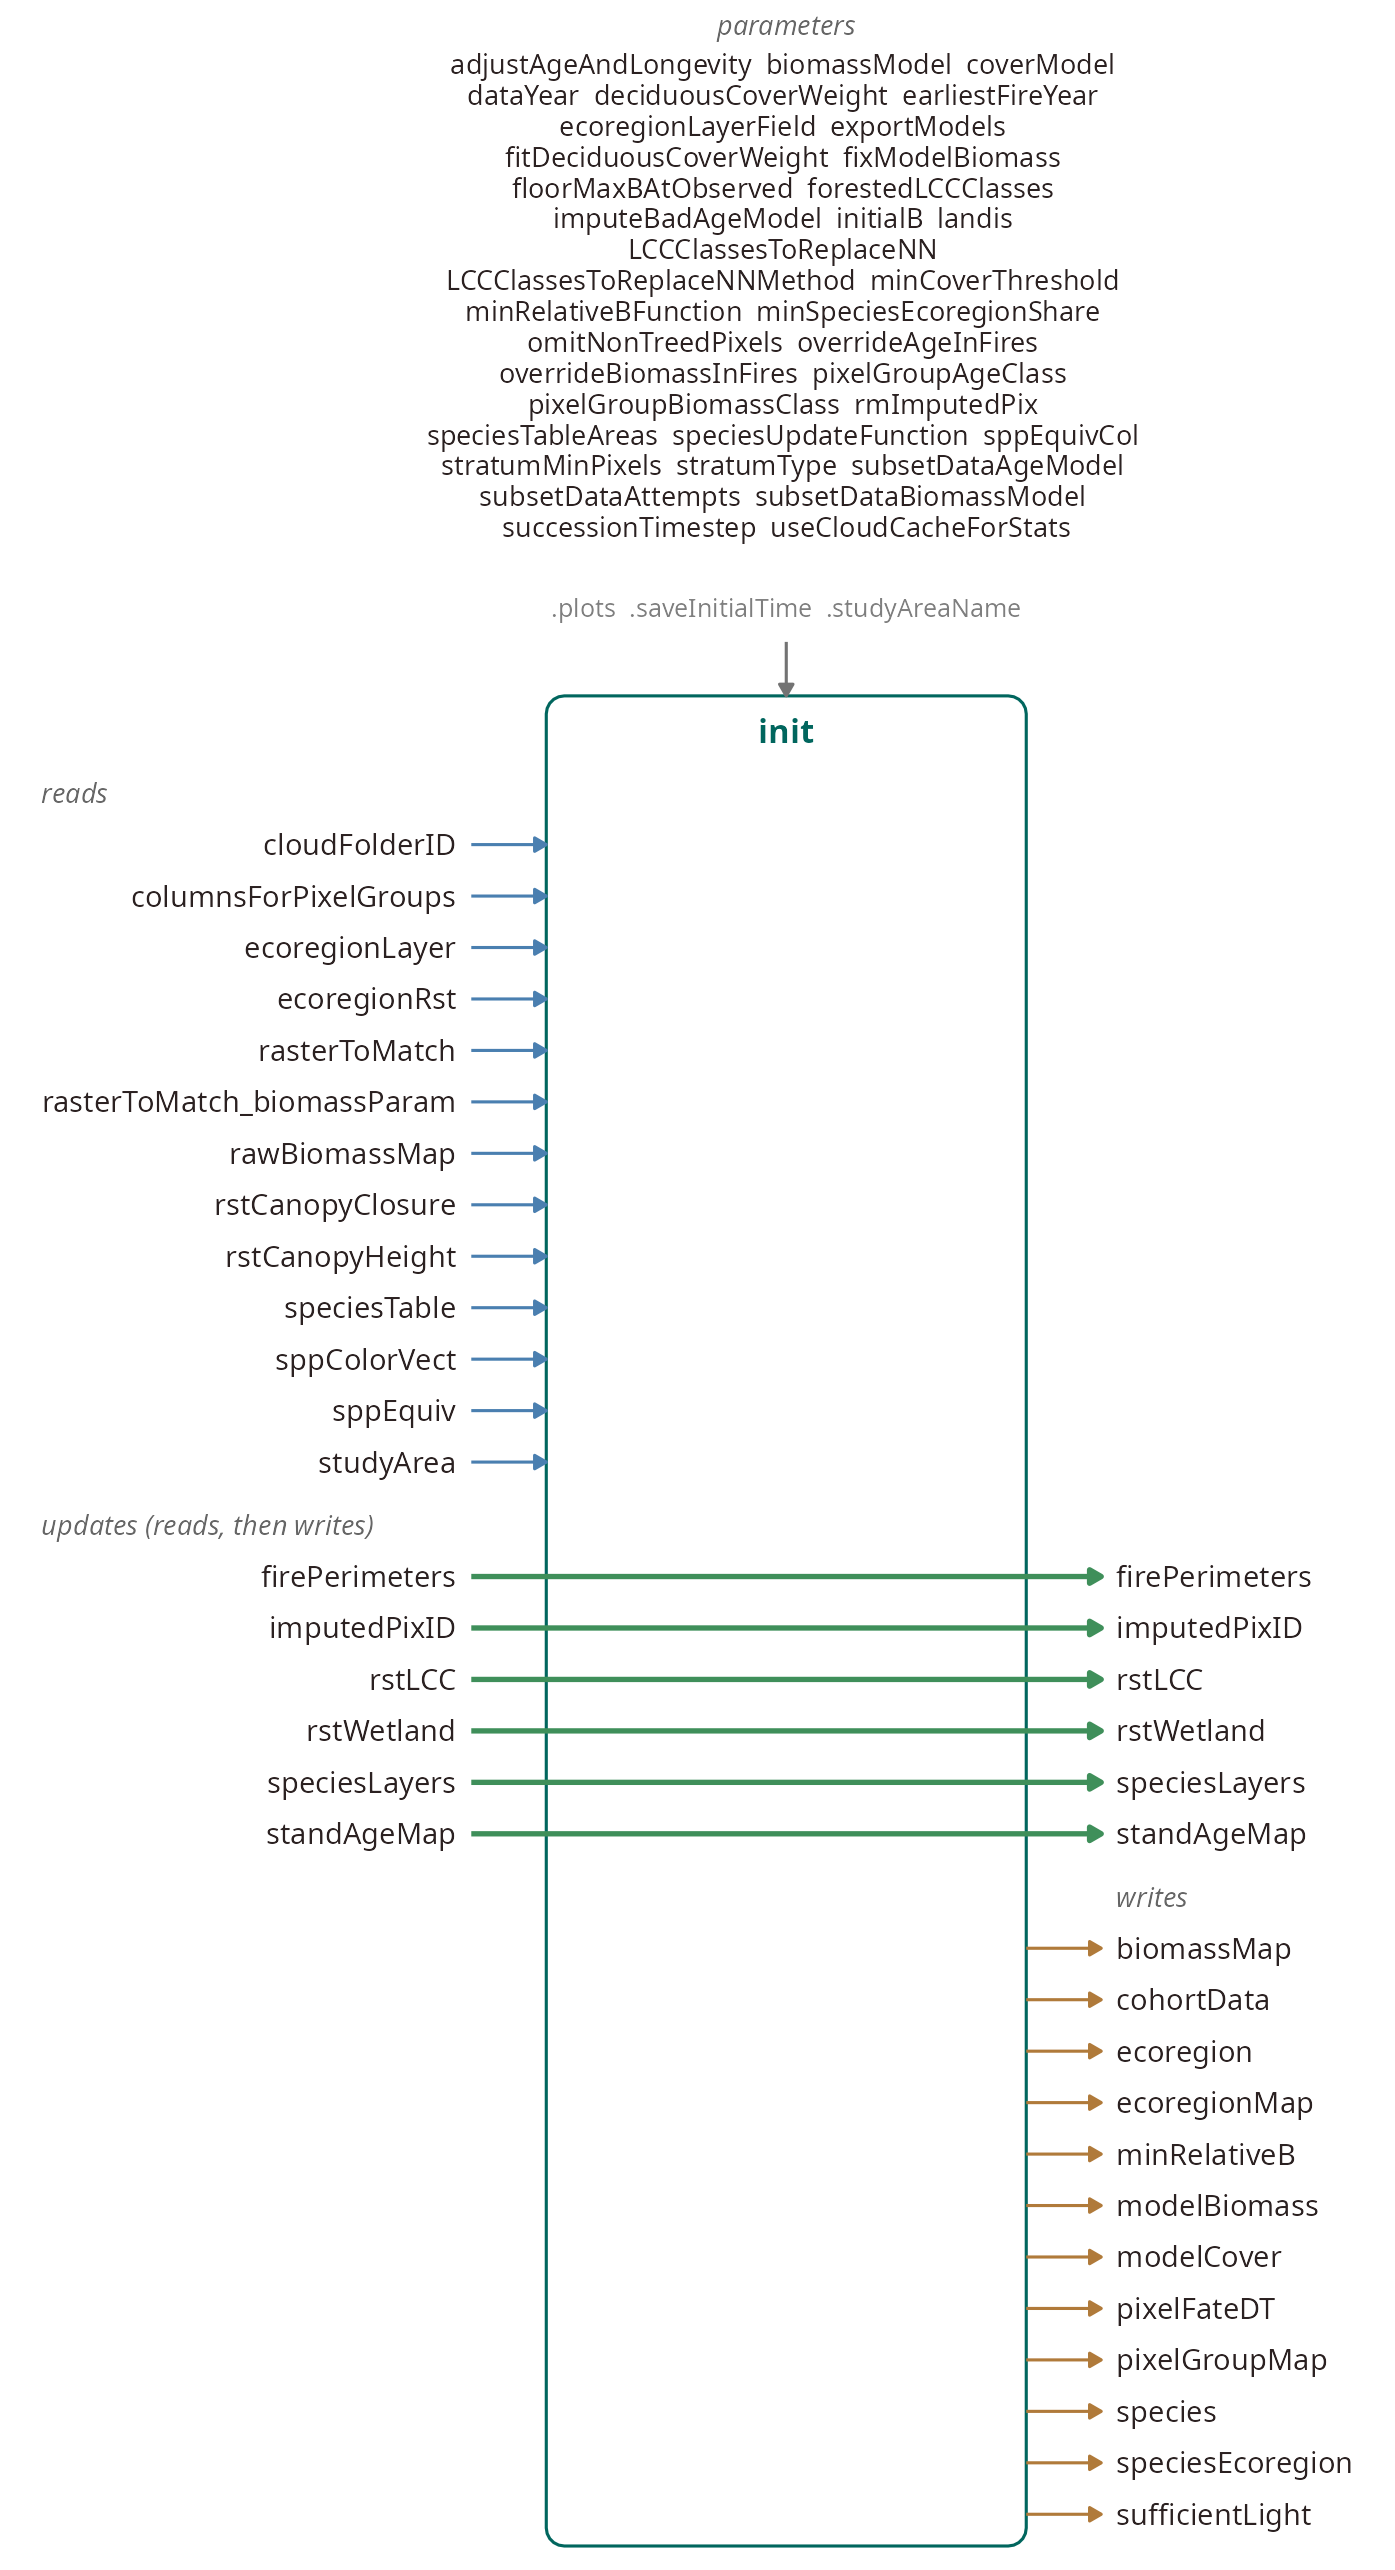 parameters
adjustAgeAndLongevity biomassModel coverModel
dataYear deciduousCoverWeight earliestFireYear
ecoregionLayerField exportModels
fitDeciduousCoverWeight fixModelBiomass
floorMaxBAtObserved forestedLCCClasses
imputeBadAgeModel initialB landis
LCCClassesToReplaceNN
LCCClassesToReplaceNNMethod minCoverThreshold
minRelativeBFunction minSpeciesEcoregionShare
omitNonTreedPixels overrideAgeInFires
overrideBiomassInFires pixelGroupAgeClass
pixelGroupBiomassClass rmImputedPix
speciesTableAreas speciesUpdateFunction sppEquivCol
stratumMinPixels stratumType subsetDataAgeModel
subsetDataAttempts subsetDataBiomassModel
successionTimestep useCloudCacheForStats
.plots .saveInitialTime .studyAreaName
init
reads
cloudFolderID
columnsForPixelGroups
ecoregionLayer
ecoregionRst
rasterToMatch
rasterToMatch_biomassParam
rawBiomassMap
rstCanopyClosure
rstCanopyHeight
speciesTable
sppColorVect
sppEquiv
studyArea
updates (reads, then writes)
firePerimeters firePerimeters
imputedPixID imputedPixID
rstLCC rstLCC
rstWetland rstWetland
speciesLayers speciesLayers
standAgeMap standAgeMap
writes
biomassMap
cohortData
ecoregion
ecoregionMap
minRelativeB
modelBiomass
modelCover
pixelFateDT
pixelGroupMap
species
speciesEcoregion
sufficientLight